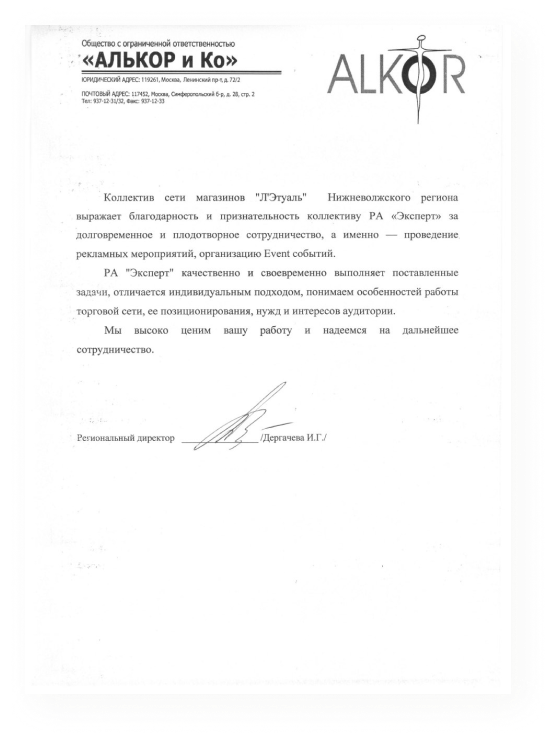 Общество с ограниченной ответственностью
«АЛЬКОР и Ко»
ЮРИДИЧЕСКИЙ АДРЕС: 119261, Москва, Ленинский пр-т, д. 72/2
ПОЧТОВЫЙ АДРЕС: 117452, Москва, Симферопольский б-р, д. 28, стр. 2
Тел: 937-12-31/32, Факс: 937-12-33
ALKOR
Коллектив сети магазинов "Л'Этуаль" Нижневолжского региона
выражает благодарность и признательность коллективу РА «Эксперт» за
долговременное и плодотворное сотрудничество, а именно — проведение
рекламных мероприятий, организацию Event событий.
РА "Эксперт" качественно и своевременно выполняет поставленные
задачи, отличается индивидуальным подходом, понимаем особенностей работы
торговой сети, ее позиционирования, нужд и интересов аудитории.
Мы высоко ценим вашу работу и надеемся на дальнейшее
сотрудничество.
Региональный директор /Дергачева И.Г./